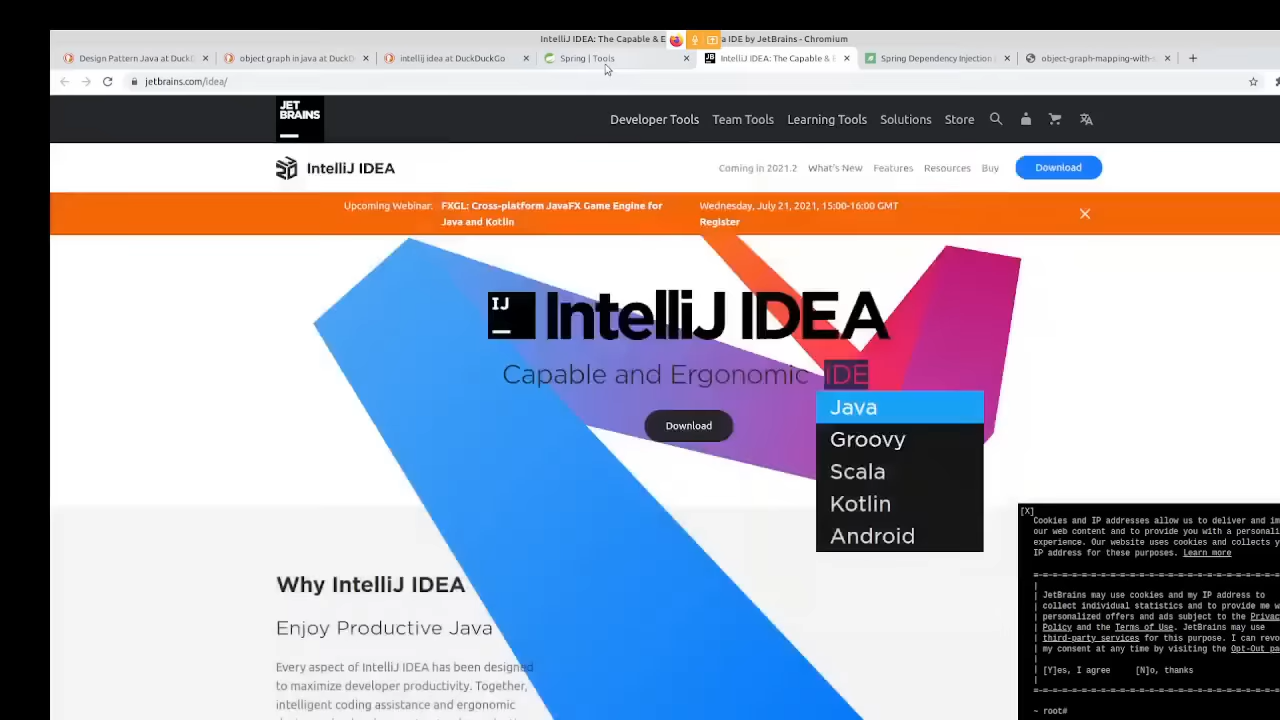 IntelliJ IDEA: The Capable & E
a IDE by JetBrains - Chromium
Design Pattern Java at DuckD
object graph in java at DuckD
intellij idea at DuckDuckGo
Spring | Tools
IntelliJ IDEA: The Capable & E
Spring Dependency Injection
object-graph-mapping-with-
jetbrains.com/idea/
JET
BRAINS
Developer Tools
Team Tools
Learning Tools
Solutions
Store
IntelliJ IDEA
Coming in 2021.2
What's New
Features
Resources
Buy
Download
Upcoming Webinar:
FXGL: Cross-platform JavaFX Game Engine for
Java and Kotlin
Wednesday, July 21, 2021, 15:00-16:00 GMT
Register
IJ
IntelliJ IDEA
Capable and Ergonomic IDE
Download
Java
Groovy
Scala
Kotlin
Android
Why IntelliJ IDEA
Enjoy Productive Java
Every aspect of IntelliJ IDEA has been designed
to maximize developer productivity. Together,
intelligent coding assistance and ergonomic
[X]
Cookies and IP addresses allow us to deliver and im
our web content and to provide you with a personali
experience. Our website uses cookies and collects y
IP address for these purposes. Learn more
JetBrains may use cookies and my IP address to
collect individual statistics and to provide me w
personalized offers and ads subject to the Privac
Policy and the Terms of Use. JetBrains may use
third-party services for this purpose. I can revo
my consent at any time by visiting the Opt-Out pa
[Y]es, I agree [N]o, thanks
~ root#